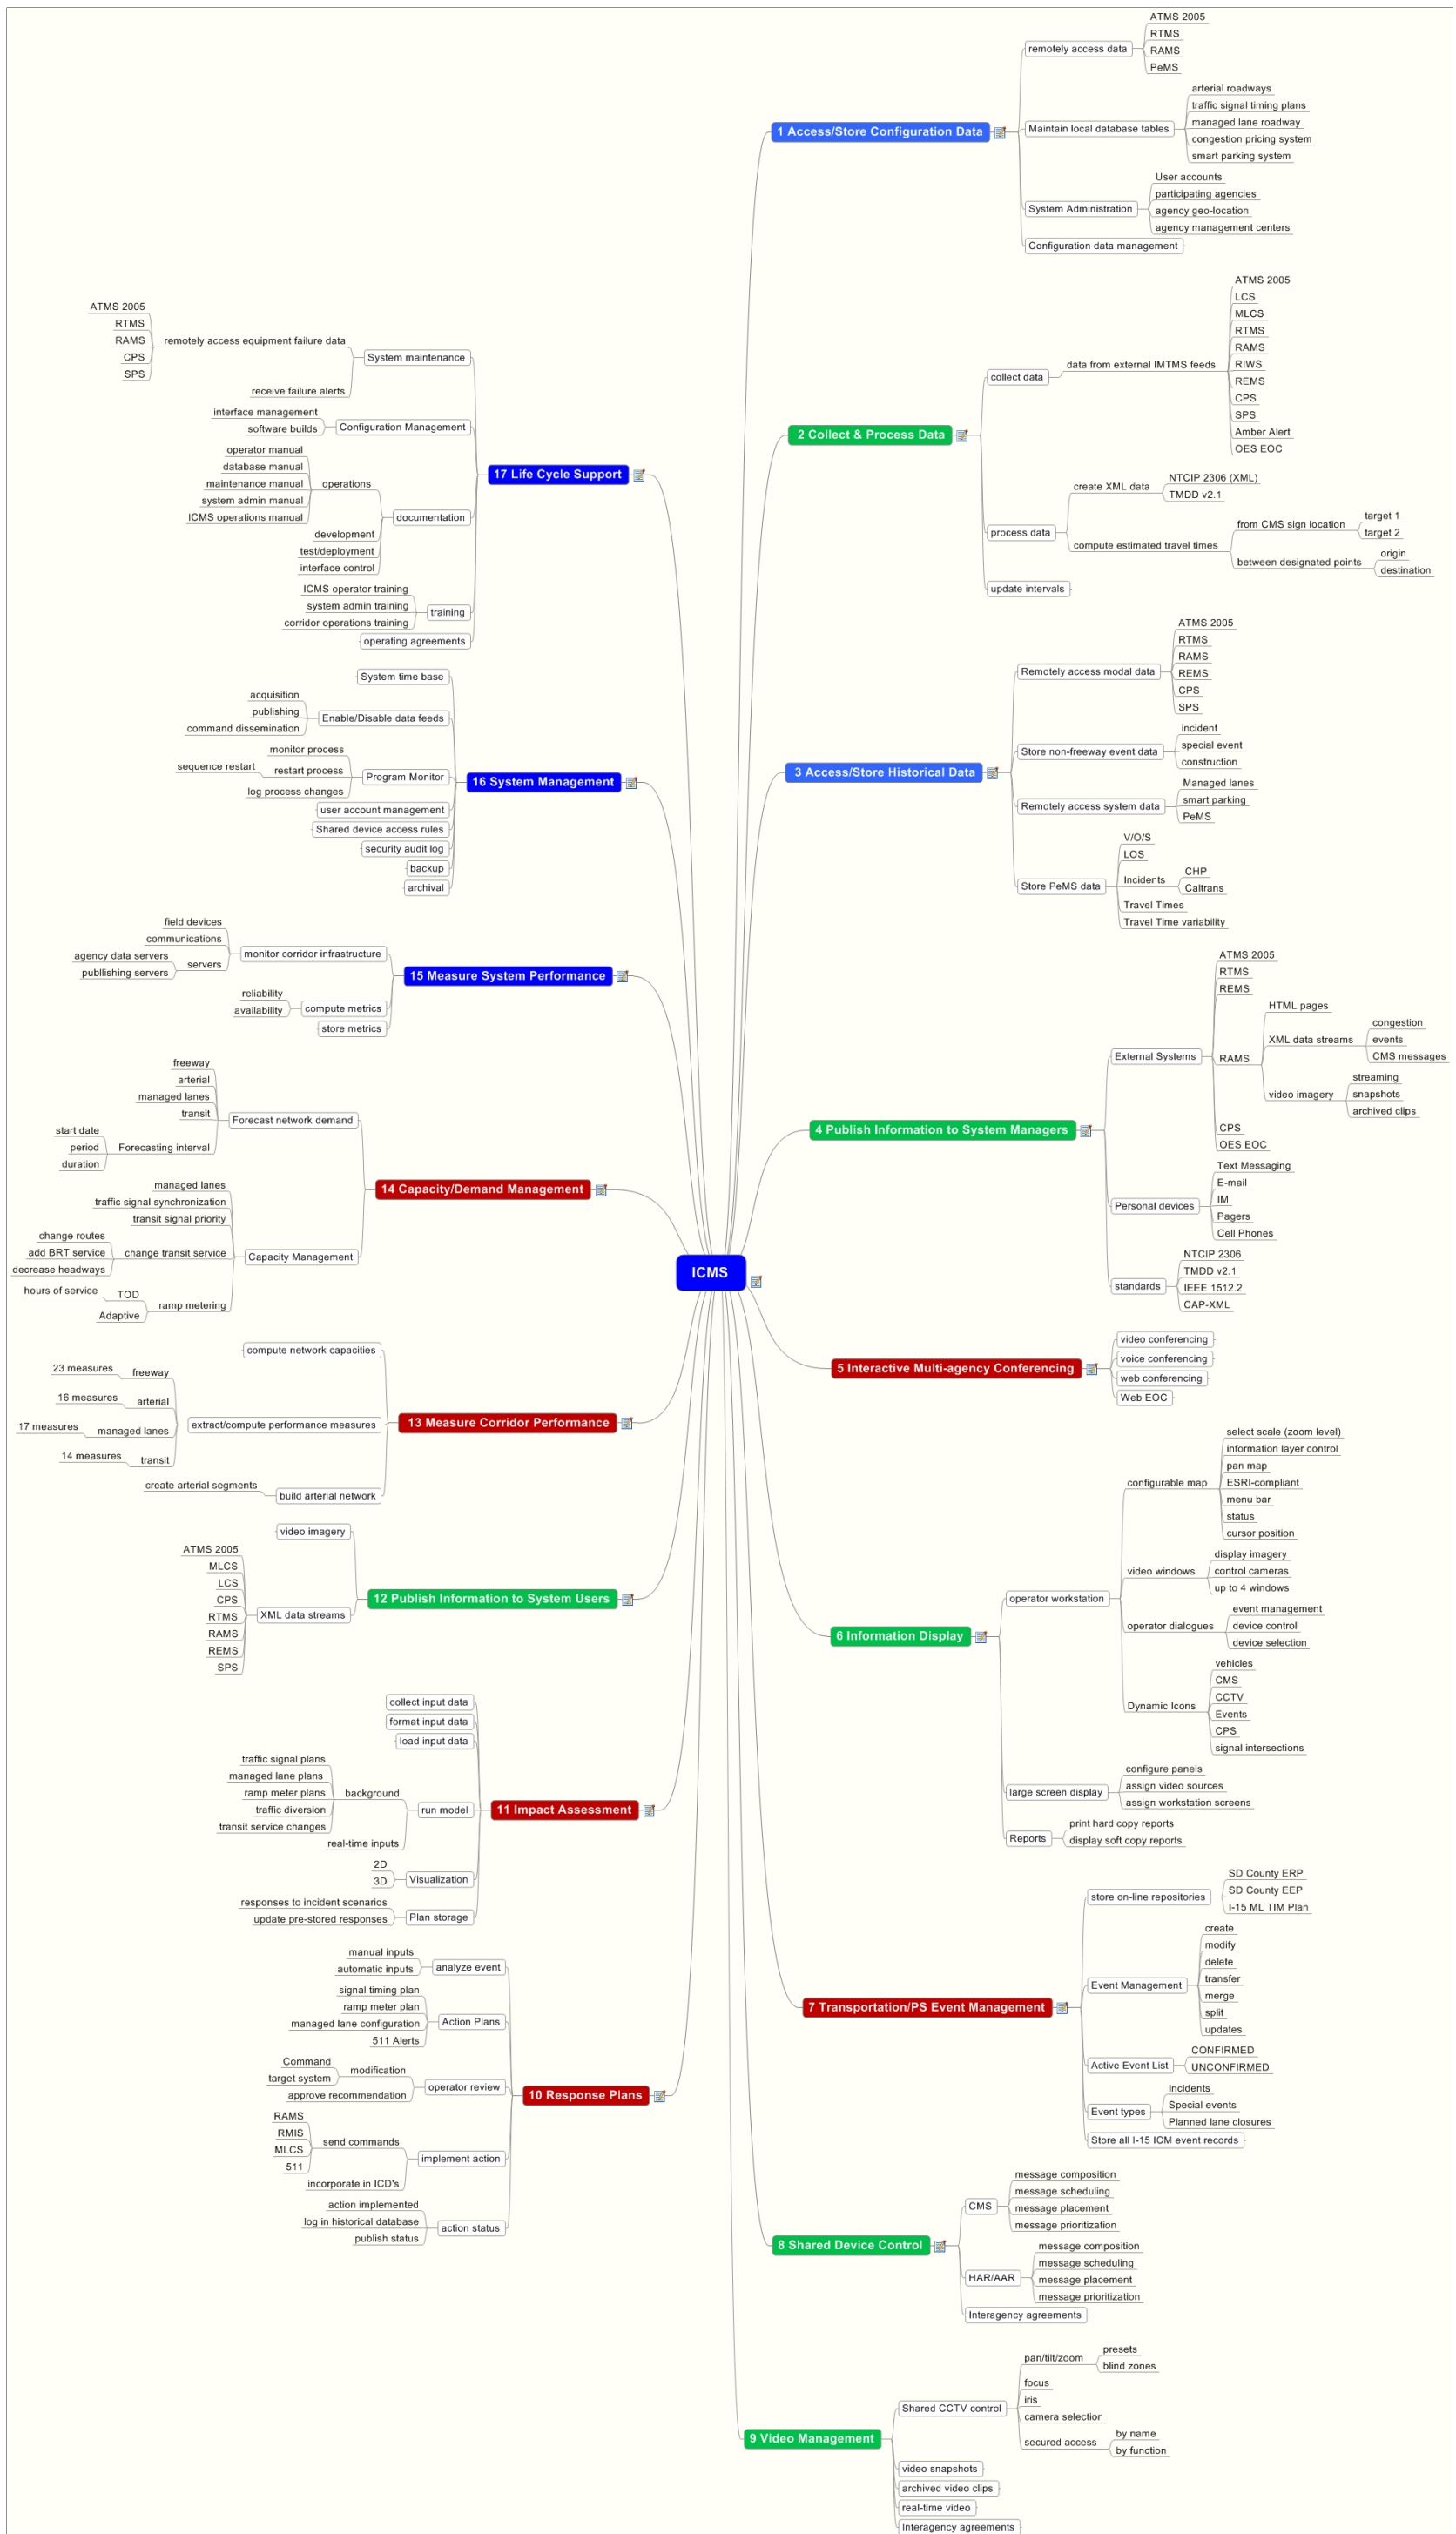 ICMS
1 Access/Store Configuration Data
remotely access data
ATMS 2005
RTMS
RAMS
PeMS
Maintain local database tables
arterial roadways
traffic signal timing plans
managed lane roadway
congestion pricing system
smart parking system
System Administration
User accounts
participating agencies
agency geo-location
agency management centers
Configuration data management
2 Collect & Process Data
collect data
data from external IMTMS feeds
ATMS 2005
LCS
MLCS
RTMS
RAMS
RIWS
REMS
CPS
SPS
Amber Alert
OES EOC
process data
create XML data
NTCIP 2306 (XML)
TMDD v2.1
compute estimated travel times
from CMS sign location
target 1
target 2
between designated points
origin
destination
update intervals
3 Access/Store Historical Data
Remotely access modal data
ATMS 2005
RTMS
RAMS
REMS
CPS
SPS
Store non-freeway event data
incident
special event
construction
Remotely access system data
Managed lanes
smart parking
PeMS
Store PeMS data
V/O/S
LOS
Incidents
CHP
Caltrans
Travel Times
Travel Time variability
4 Publish Information to System Managers
External Systems
ATMS 2005
RTMS
REMS
RAMS
HTML pages
XML data streams
congestion
events
CMS messages
video imagery
streaming
snapshots
archived clips
CPS
OES EOC
Personal devices
Text Messaging
E-mail
IM
Pagers
Cell Phones
standards
NTCIP 2306
TMDD v2.1
IEEE 1512.2
CAP-XML
5 Interactive Multi-agency Conferencing
video conferencing
voice conferencing
web conferencing
Web EOC
6 Information Display
operator workstation
configurable map
select scale (zoom level)
information layer control
pan map
ESRI-compliant
menu bar
status
cursor position
video windows
display imagery
control cameras
up to 4 windows
operator dialogues
event management
device control
device selection
Dynamic Icons
vehicles
CMS
CCTV
Events
CPS
signal intersections
large screen display
configure panels
assign video sources
assign workstation screens
Reports
print hard copy reports
display soft copy reports
7 Transportation/PS Event Management
store on-line repositories
SD County ERP
SD County EEP
I-15 ML TIM Plan
Event Management
create
modify
delete
transfer
merge
split
updates
Active Event List
CONFIRMED
UNCONFIRMED
Event types
Incidents
Special events
Planned lane closures
Store all I-15 ICM event records
8 Shared Device Control
CMS
message composition
message scheduling
message placement
message prioritization
HAR/AAR
message composition
message scheduling
message placement
message prioritization
Interagency agreements
9 Video Management
Shared CCTV control
pan/tilt/zoom
presets
blind zones
focus
iris
camera selection
secured access
by name
by function
video snapshots
archived video clips
real-time video
Interagency agreements
10 Response Plans
analyze event
manual inputs
automatic inputs
Action Plans
signal timing plan
ramp meter plan
managed lane configuration
511 Alerts
operator review
modification
Command
target system
approve recommendation
implement action
send commands
RAMS
RMIS
MLCS
511
incorporate in ICD's
action status
action implemented
log in historical database
publish status
11 Impact Assessment
collect input data
format input data
load input data
run model
background
traffic signal plans
managed lane plans
ramp meter plans
traffic diversion
transit service changes
real-time inputs
Visualization
2D
3D
Plan storage
responses to incident scenarios
update pre-stored responses
12 Publish Information to System Users
video imagery
XML data streams
ATMS 2005
MLCS
LCS
CPS
RTMS
RAMS
REMS
SPS
13 Measure Corridor Performance
compute network capacities
extract/compute performance measures
freeway
23 measures
arterial
16 measures
managed lanes
17 measures
transit
14 measures
build arterial network
create arterial segments
14 Capacity/Demand Management
Forecast network demand
freeway
arterial
managed lanes
transit
Forecasting interval
start date
period
duration
Capacity Management
managed lanes
traffic signal synchronization
transit signal priority
change transit service
change routes
add BRT service
decrease headways
ramp metering
TOD
hours of service
Adaptive
15 Measure System Performance
monitor corridor infrastructure
field devices
communications
servers
agency data servers
publlishing servers
compute metrics
reliability
availability
store metrics
16 System Management
System time base
Enable/Disable data feeds
acquisition
publishing
command dissemination
Program Monitor
monitor process
restart process
sequence restart
log process changes
user account management
Shared device access rules
security audit log
backup
archival
17 Life Cycle Support
System maintenance
remotely access equipment failure data
ATMS 2005
RTMS
RAMS
CPS
SPS
receive failure alerts
Configuration Management
interface management
software builds
documentation
operations
operator manual
database manual
maintenance manual
system admin manual
ICMS operations manual
development
test/deployment
interface control
training
ICMS operator training
system admin training
corridor operations training
operating agreements